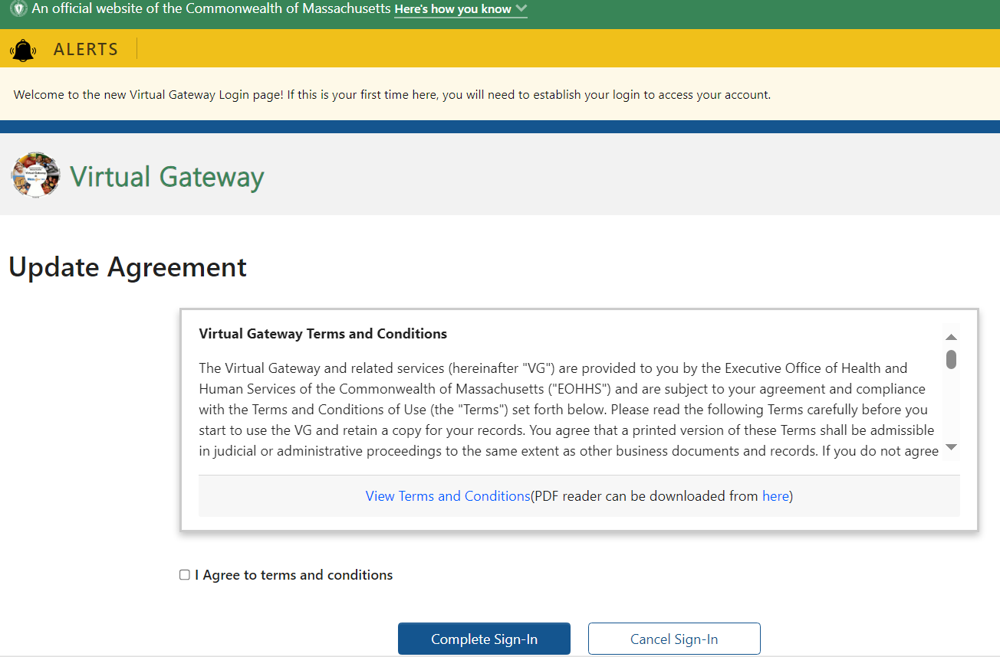 An official website of the Commonwealth of Massachusetts Here's how you know
ALERTS
Welcome to the new Virtual Gateway Login page! If this is your first time here, you will need to establish your login to access your account.
Virtual Gateway
Update Agreement
Virtual Gateway Terms and Conditions
The Virtual Gateway and related services (hereinafter "VG") are provided to you by the Executive Office of Health and
Human Services of the Commonwealth of Massachusetts ("EOHHS") and are subject to your agreement and compliance
with the Terms and Conditions of Use (the "Terms") set forth below. Please read the following Terms carefully before you
start to use the VG and retain a copy for your records. You agree that a printed version of these Terms shall be admissible
in judicial or administrative proceedings to the same extent as other business documents and records. If you do not agree
View Terms and Conditions(PDF reader can be downloaded from here)
I Agree to terms and conditions
Complete Sign-In Cancel Sign-In